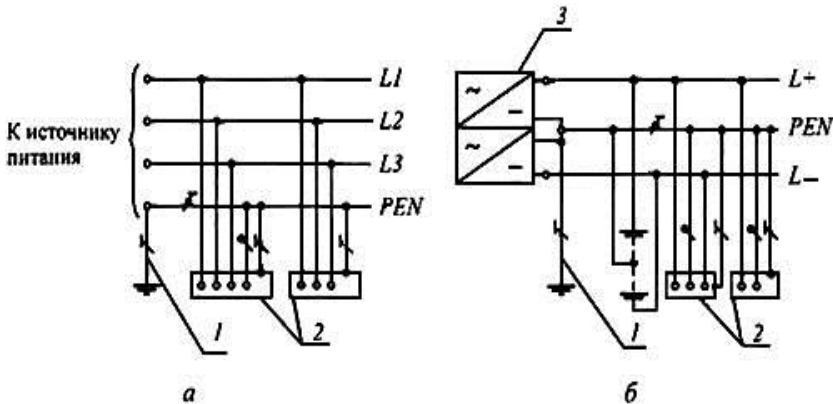 К источнику
питания
L1
L2
L3
PEN
1
2
а
3
~
–
~
–
L+
PEN
L–
1
2
б